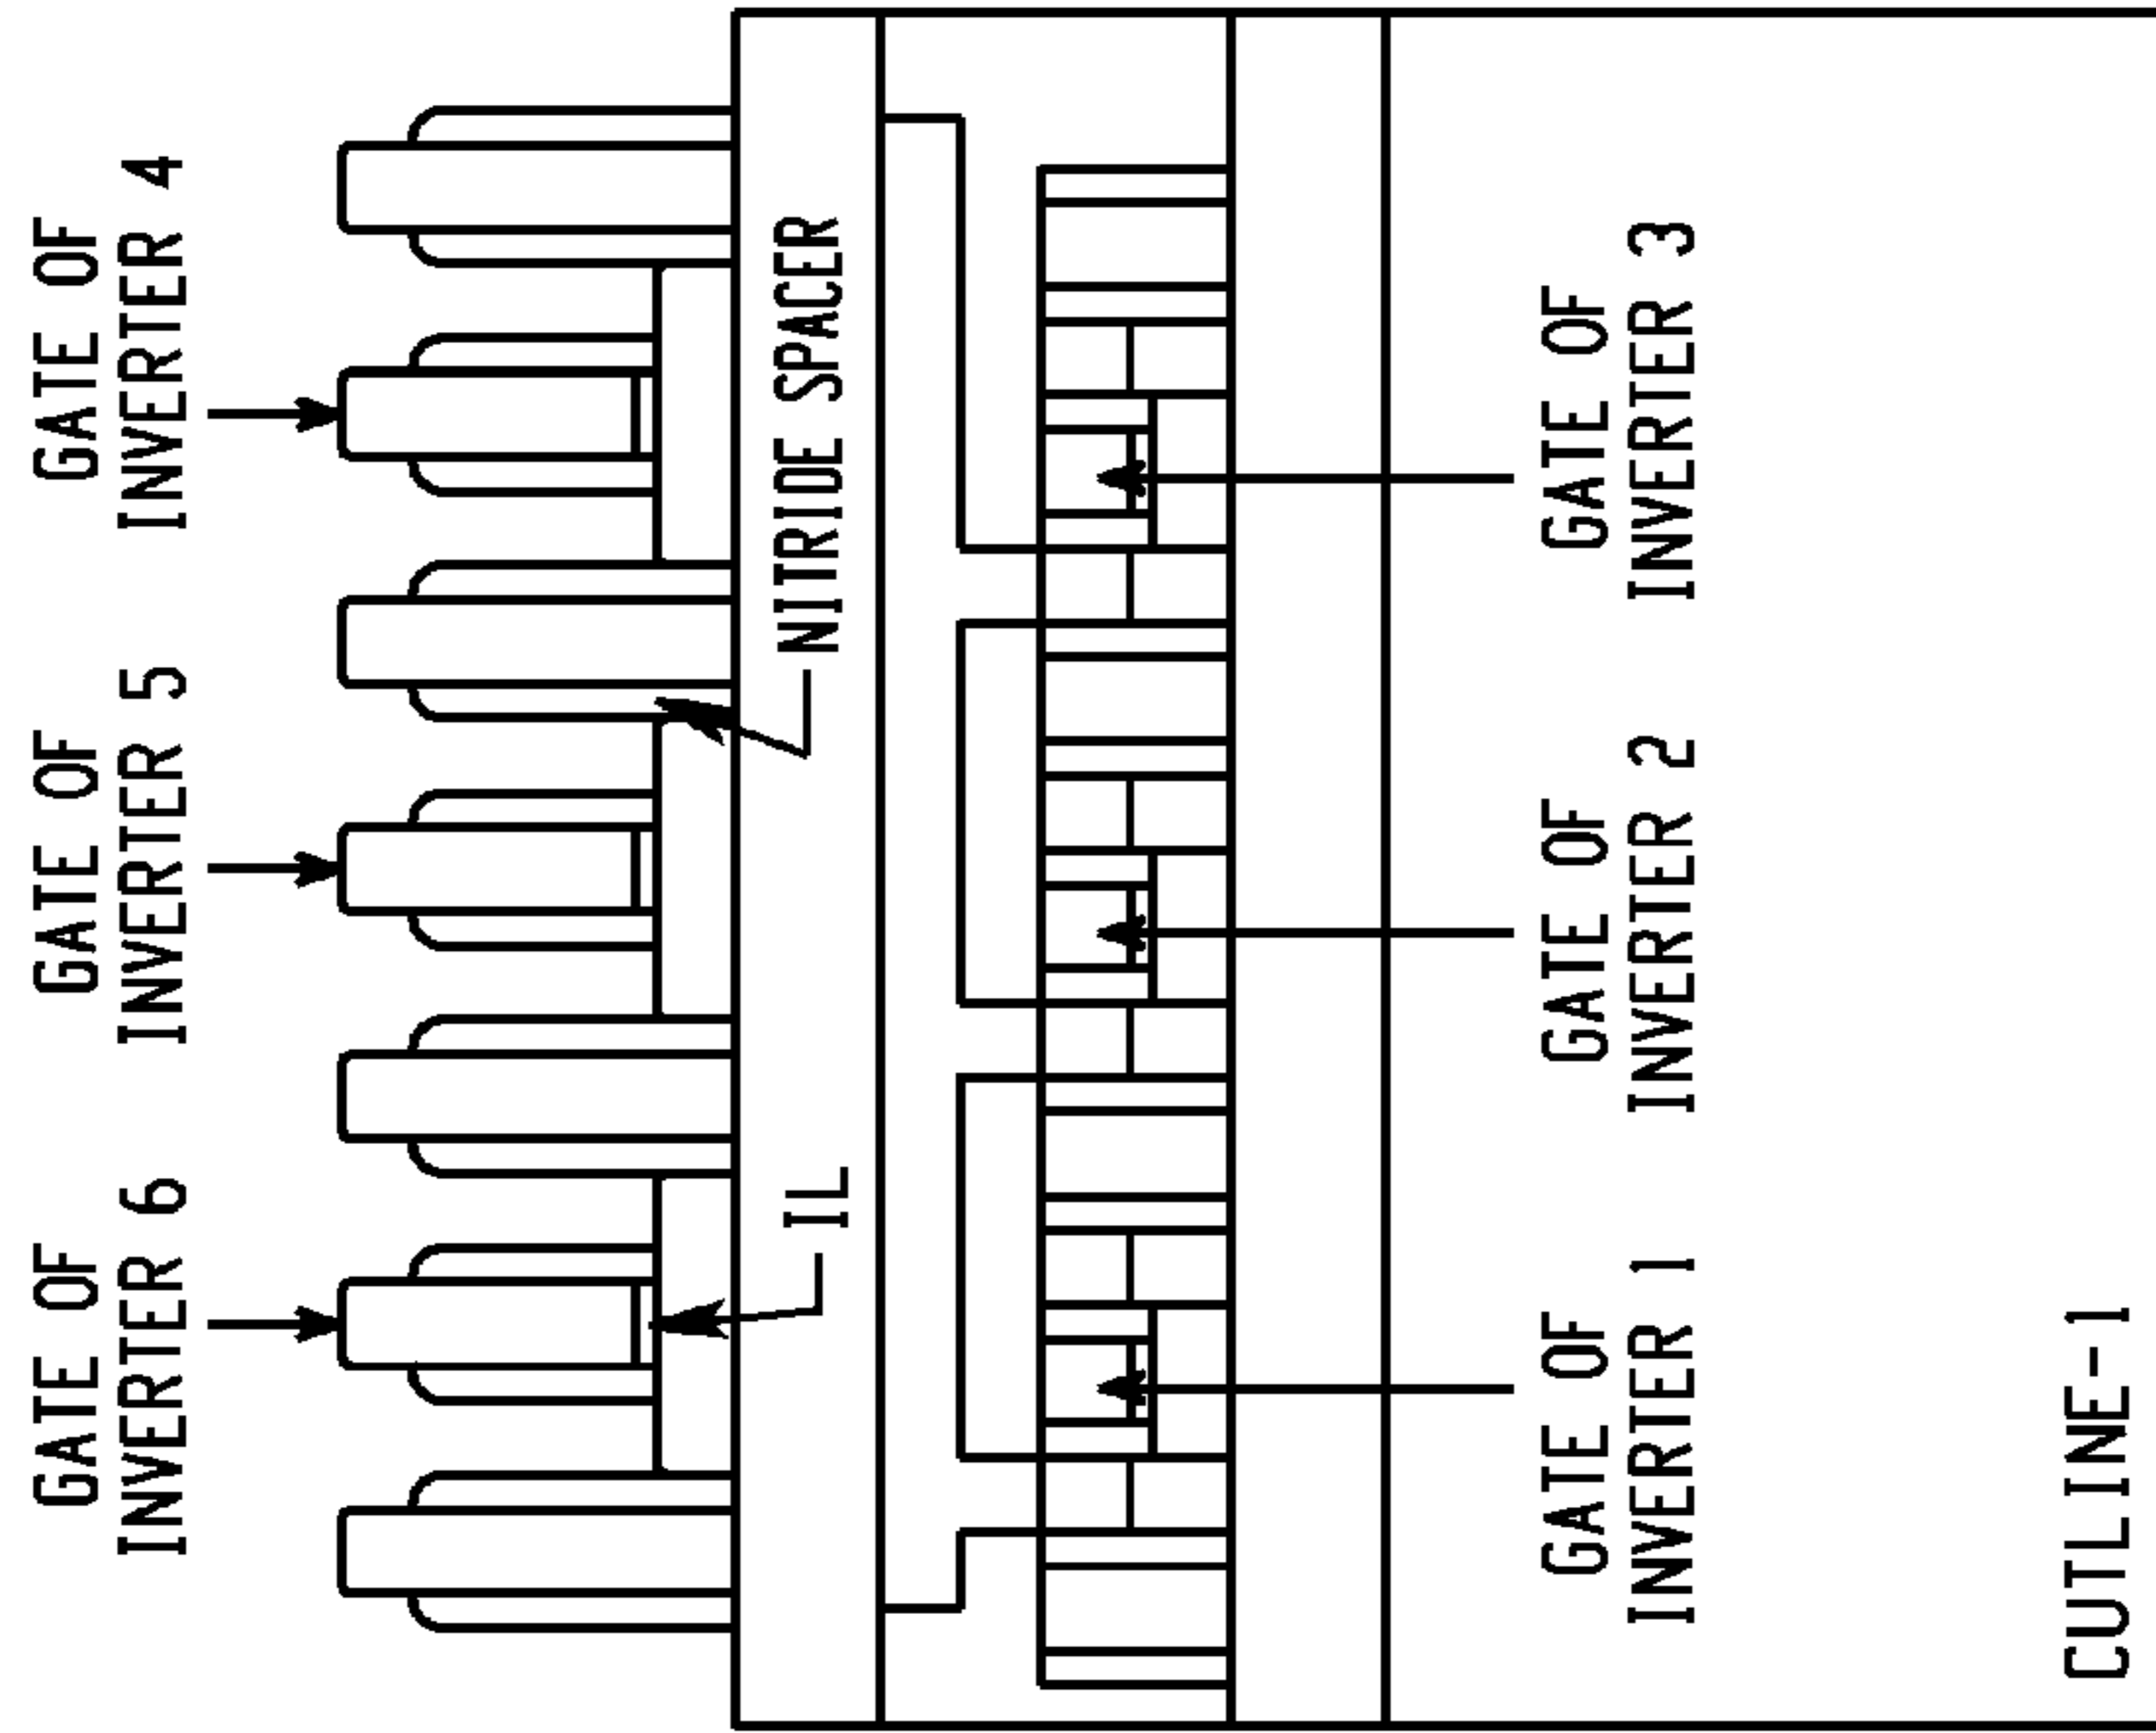 GATE OF
INVERTER 6
GATE OF
INVERTER 5
GATE OF
INVERTER 4
IL
NITRIDE SPACER
GATE OF
INVERTER 1
GATE OF
INVERTER 2
GATE OF
INVERTER 3
CUTLINE-1